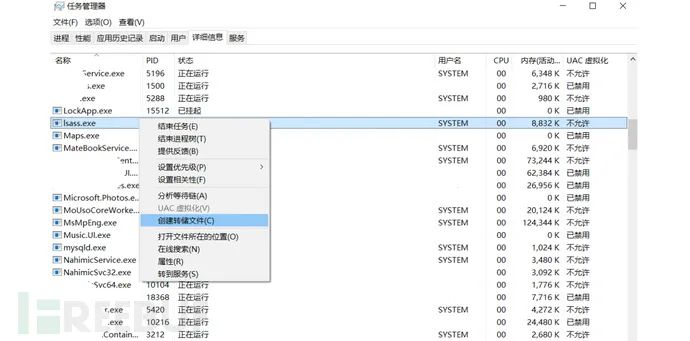 任务管理器
文件(F) 选项(O) 查看(V)
进程 性能 应用历史记录 启动 用户 详细信息 服务
名称 PID 状态 用户名 CPU 内存(活动... UAC 虚拟化
Service.exe 5196 正在运行 SYSTEM 00 6,348 K 不允许
.exe 1500 正在运行 SYSTEM 00 2,716 K 已禁用
.exe 5288 正在运行 SYSTEM 00 980 K 不允许
LockApp.exe 15512 已挂起 00 0 K 已禁用
lsass.exe SYSTEM 00 8,832 K 不允许
Maps.exe 00 0 K 已禁用
MateBookService.... SYSTEM 00 6,920 K 不允许
ent... 00 73,244 K 不允许
00 62,384 K 已禁用
s.exe 00 26,956 K 已禁用
Microsoft.Photos.exe 00 0 K 已禁用
MoUsoCoreWorke... SYSTEM 00 20,124 K 不允许
MsMpEng.exe SYSTEM 00 124,344 K 不允许
Music.UI.exe 00 0 K 已禁用
mysqld.exe SYSTEM 00 1,024 K 不允许
NahimicService.exe SYSTEM 00 3,480 K 不允许
NahimicSvc32.exe 00 3,092 K 不允许
Svc64.exe 10104 正在运行 00 1,776 K 不允许
18368 正在运行 00 7,716 K 已禁用
r.exe 5420 正在运行 SYSTEM 00 4,272 K 不允许
.exe 10216 正在运行 00 24,480 K 已禁用
.Contain... 3212 正在运行 SYSTEM 00 2,384 K 不允许
结束任务(E)
结束进程树(T)
提供反馈(B)
设置优先级(P)
设置相关性(F)
分析等待链(A)
UAC 虚拟化(V)
创建转储文件(C)
打开文件所在的位置(O)
在线搜索(N)
属性(R)
转到服务(S)